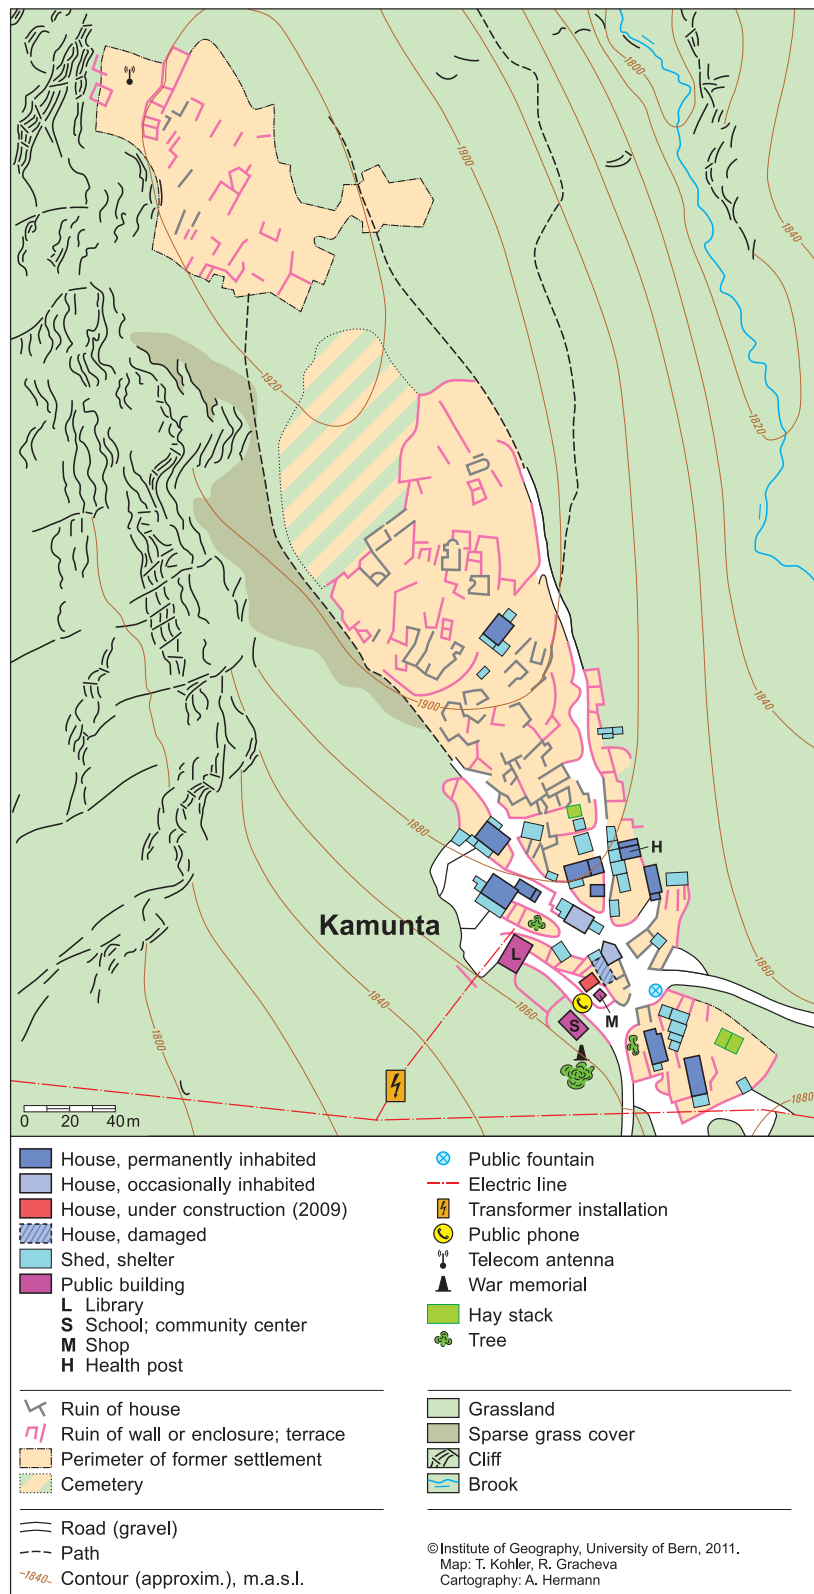 1800
1900
1840
1920
1820
1900
1840
1880
H
Kamunta
L
1860
1840
1860
M
S
1800
1880
0 20 40 m
House, permanently inhabited
House, occasionally inhabited
House, under construction (2009)
House, damaged
Shed, shelter
Public building
L Library
S School; community center
M Shop
H Health post
Public fountain
Electric line
Transformer installation
Public phone
Telecom antenna
War memorial
Hay stack
Tree
Ruin of house
Ruin of wall or enclosure; terrace
Perimeter of former settlement
Cemetery
Grassland
Sparse grass cover
Cliff
Brook
Road (gravel)
Path
1840 Contour (approxim.), m.a.s.l.
© Institute of Geography, University of Bern, 2011.
Map: T. Kohler, R. Gracheva
Cartography: A. Hermann